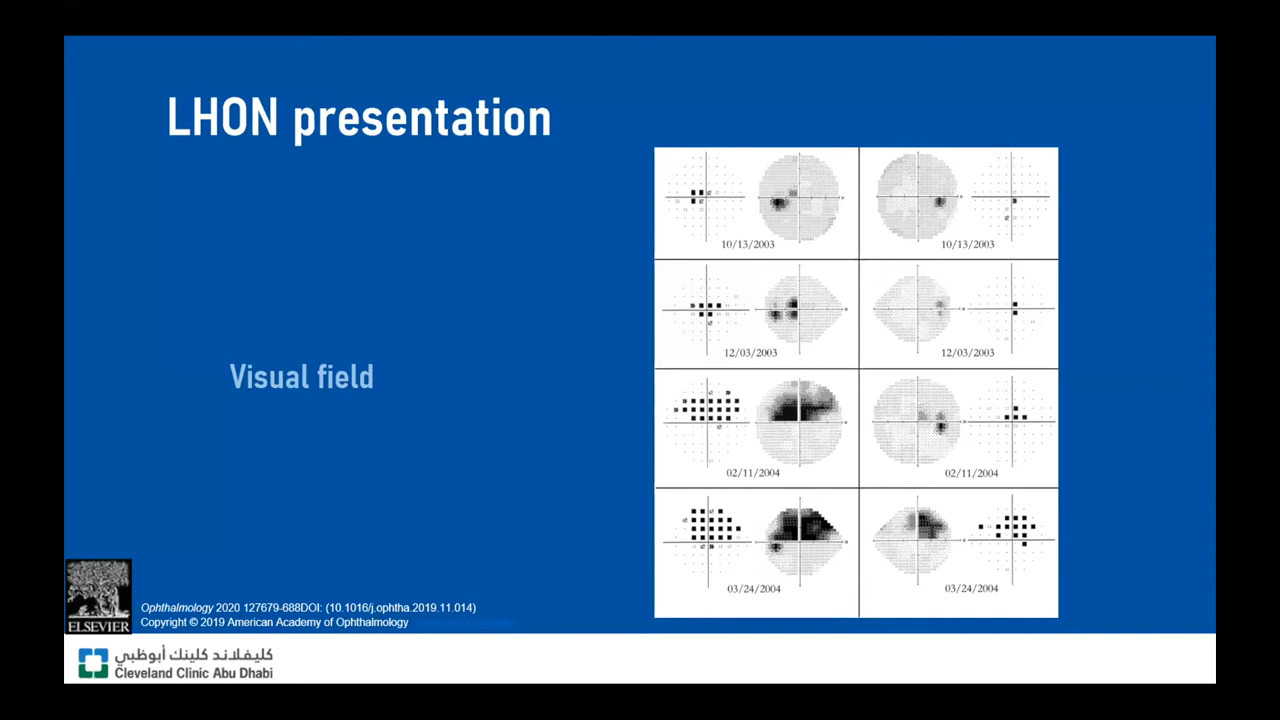 LHON presentation
10/13/2003
10/13/2003
12/03/2003
12/03/2003
Visual field
02/11/2004
02/11/2004
03/24/2004
03/24/2004
Ophthalmology 2020 127679-688DOI: (10.1016/j.ophtha.2019.11.014)
Copyright © 2019 American Academy of Ophthalmology
ELSEVIER
كليفلاند كلينك أبوظبي
Cleveland Clinic Abu Dhabi